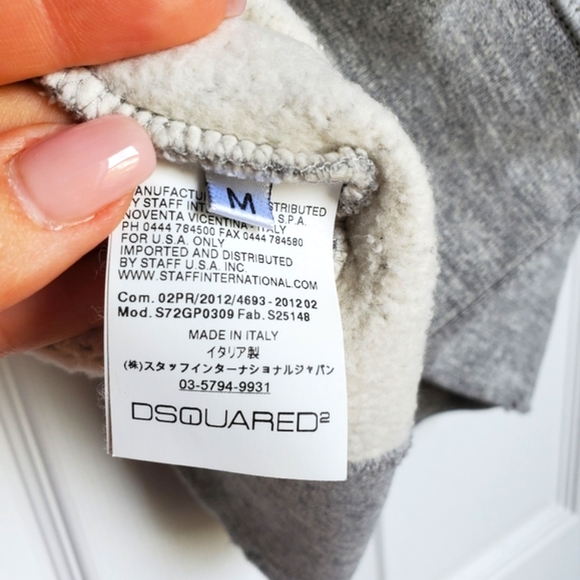 M
ANUFACTU STRIBUTED
Y STAFF INT S.P.A.
NOVENTA VICENTINA - ITALY
PH 0444 784500 FAX 0444 784580
FOR U.S.A. ONLY
IMPORTED AND DISTRIBUTED
BY STAFF U.S.A. INC.
WWW.STAFFINTERNATIONAL.COM
Com. 02PR/2012/4693 - 201202
Mod. S72GP0309 Fab. S25148
MADE IN ITALY
イタリア製
(株)スタッフインターナショナルジャパン
03-5794-9931
DSQUARED2